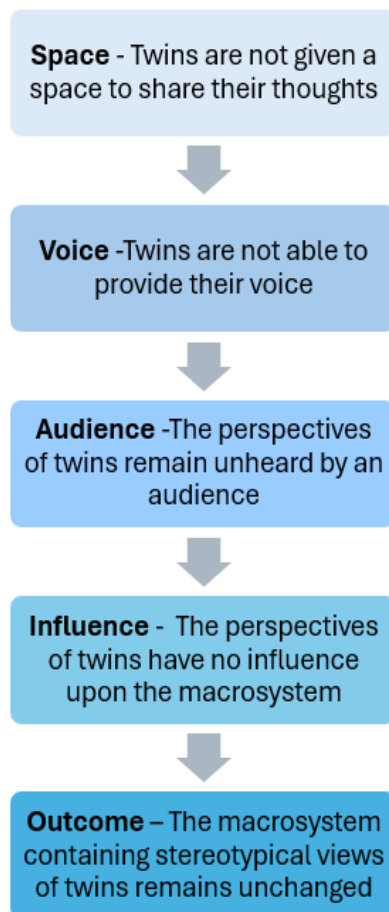 Space - Twins are not given a
space to share their thoughts
Voice -Twins are not able to
provide their voice
Audience -The perspectives
of twins remain unheard by an
audience
Influence -  The perspectives
of twins have no influence
upon the macrosystem
Outcome – The macrosystem
containing stereotypical views
of twins remains unchanged